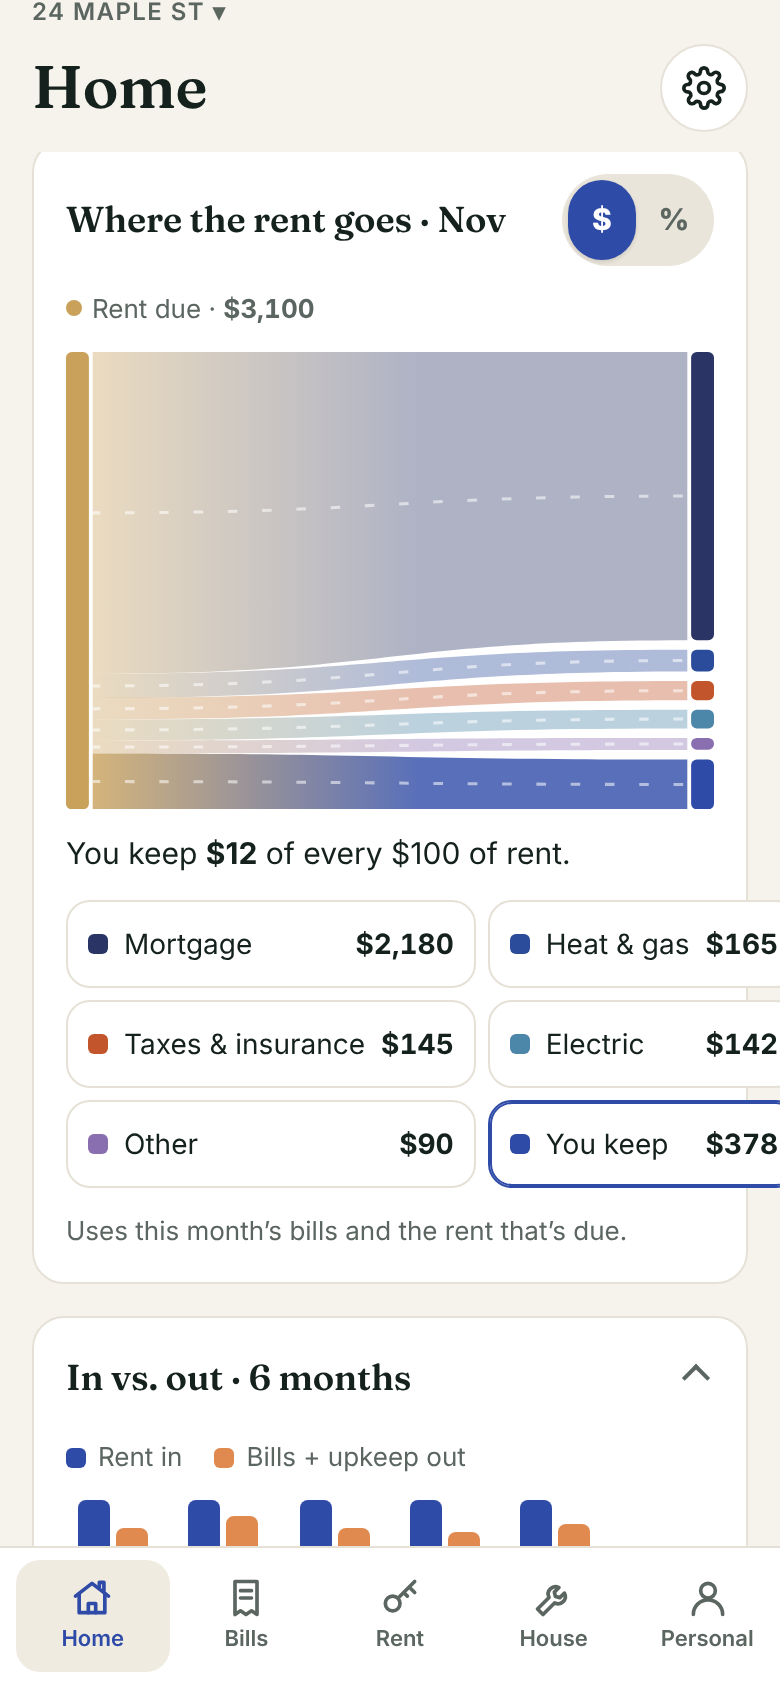 24 MAPLE ST ▾
Home
Where the rent goes · Nov
$ %
Rent due · $3,100
You keep $12 of every $100 of rent.
Mortgage $2,180
Heat & gas $165
Taxes & insurance $145
Electric $142
Other $90
You keep $378
Uses this month’s bills and the rent that’s due.
In vs. out · 6 months
Rent in
Bills + upkeep out
Home
Bills
Rent
House
Personal